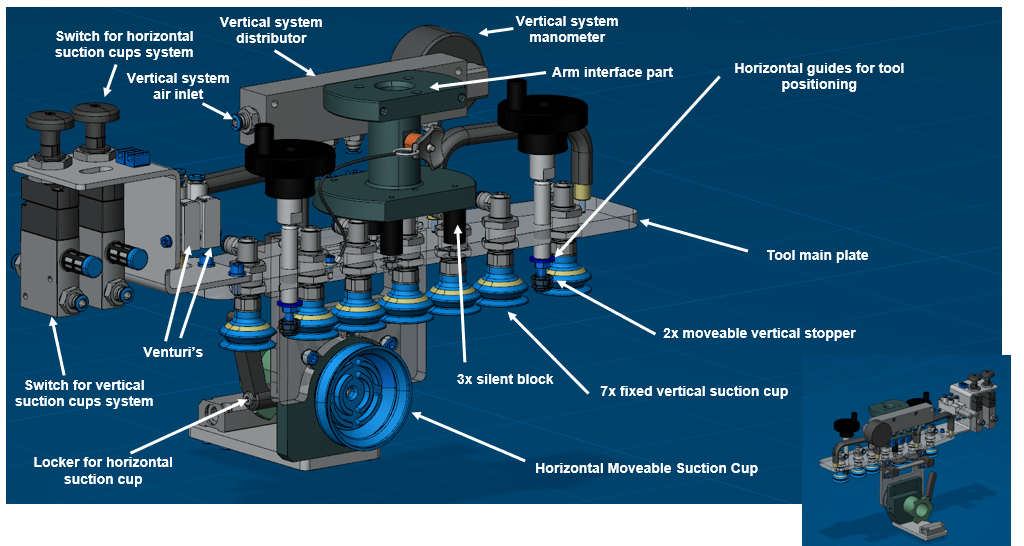 Switch for horizontal
suction cups system
Vertical system
distributor
Vertical system
manometer
Vertical system
air inlet
Arm interface part
Horizontal guides for tool
positioning
Tool main plate
2x moveable vertical stopper
Venturi's
3x silent block
7x fixed vertical suction cup
Switch for vertical
suction cups system
Locker for horizontal
suction cup
Horizontal Moveable Suction Cup